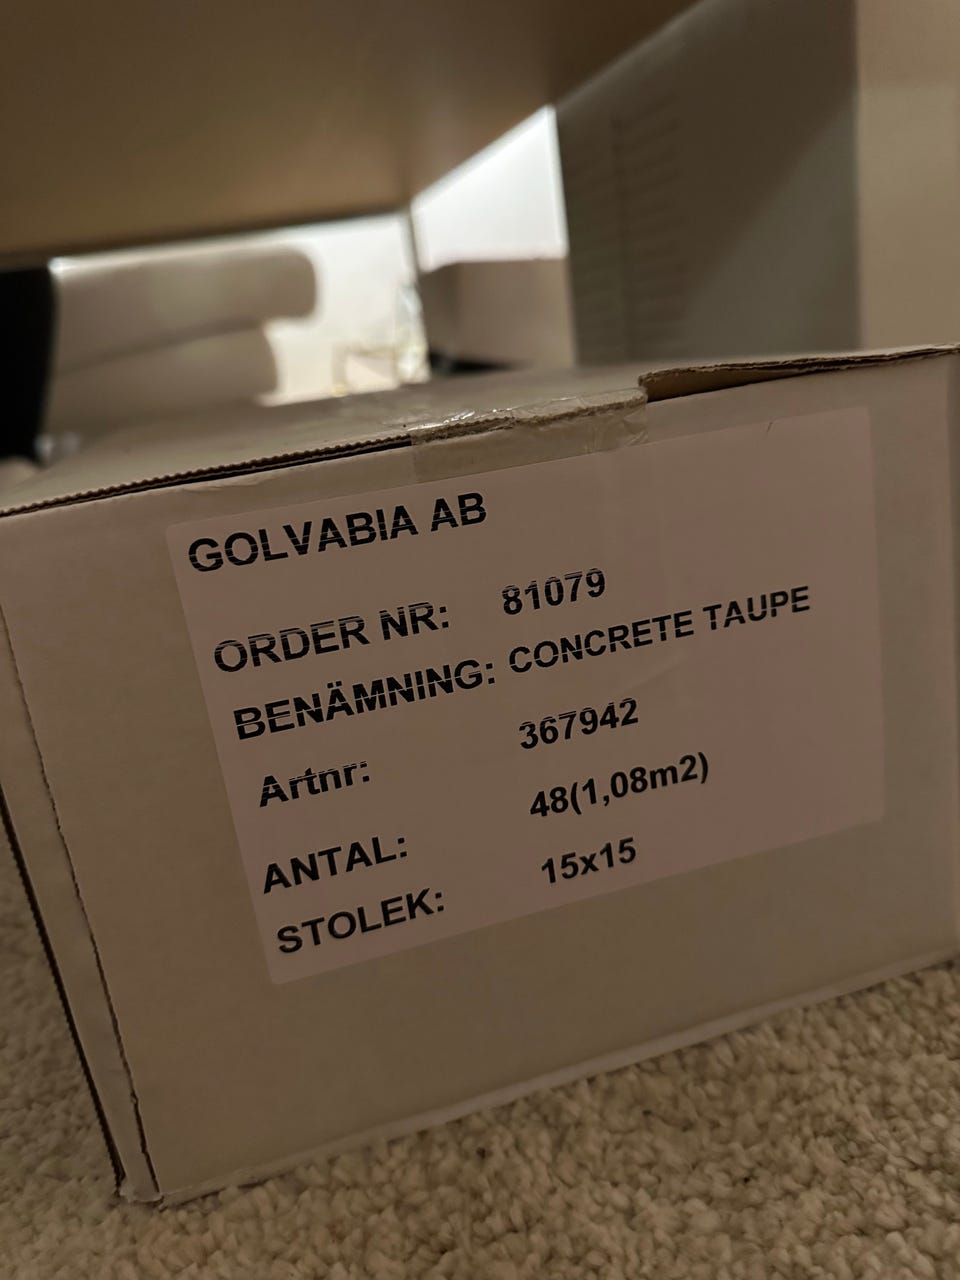 GOLVABIA AB
ORDER NR: 81079
BENÄMNING: CONCRETE TAUPE
Artnr: 367942
ANTAL: 48(1,08m2)
STOLEK: 15x15